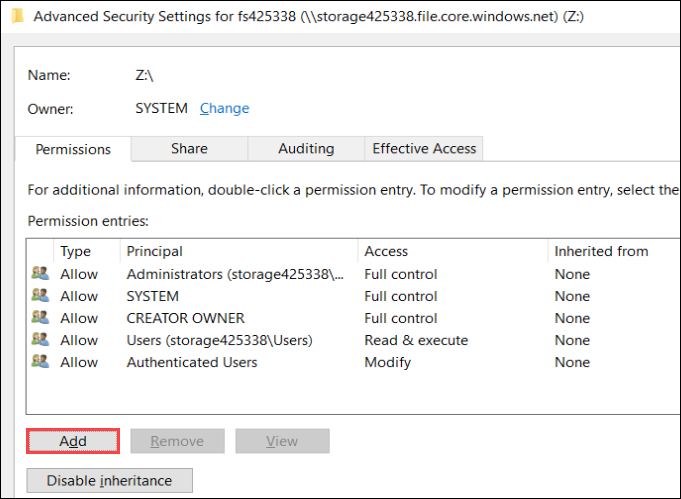 Advanced Security Settings for fs425338 (\\storage425338.file.core.windows.net) (Z:)
Name: Z:\
Owner: SYSTEM Change
Permissions Share Auditing Effective Access
For additional information, double-click a permission entry. To modify a permission entry, select the
Permission entries:
Type Principal Access Inherited from
Allow Administrators (storage425338\... Full control None
Allow SYSTEM Full control None
Allow CREATOR OWNER Full control None
Allow Users (storage425338\Users) Read & execute None
Allow Authenticated Users Modify None
Add Remove View
Disable inheritance